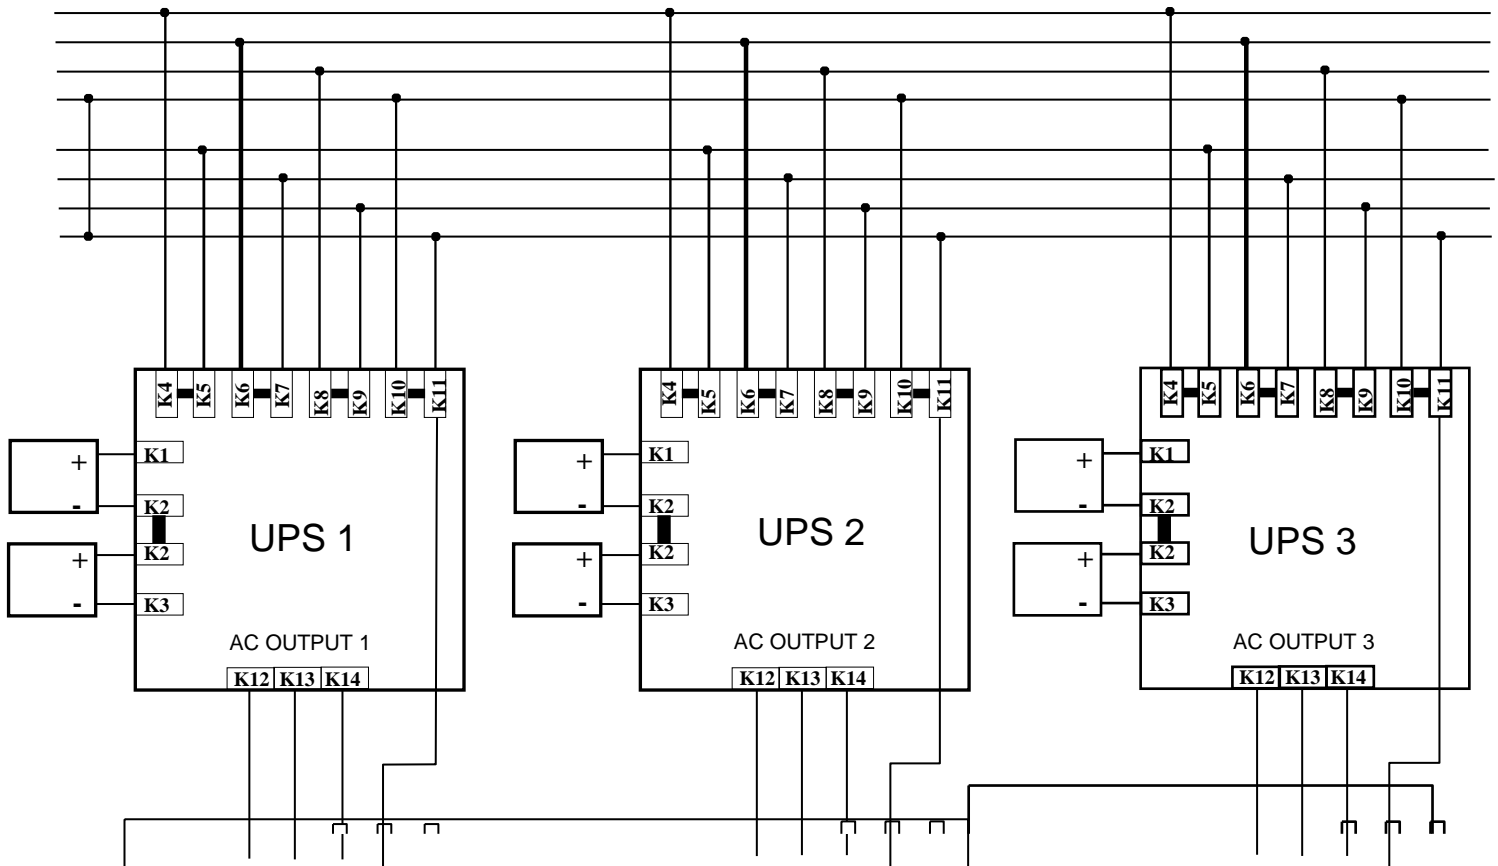 K4 K5 K6 K7 K8 K9 K10 K11
K4 K5 K6 K7 K8 K9 K10 K11
K4 K5 K6 K7 K8 K9 K10 K11
+ K1
- K2
+ K2
- K3
UPS 1
AC OUTPUT 1
K12 K13 K14
+ K1
- K2
+ K2
- K3
UPS 2
AC OUTPUT 2
K12 K13 K14
+ K1
- K2
+ K2
- K3
UPS 3
AC OUTPUT 3
K12 K13 K14